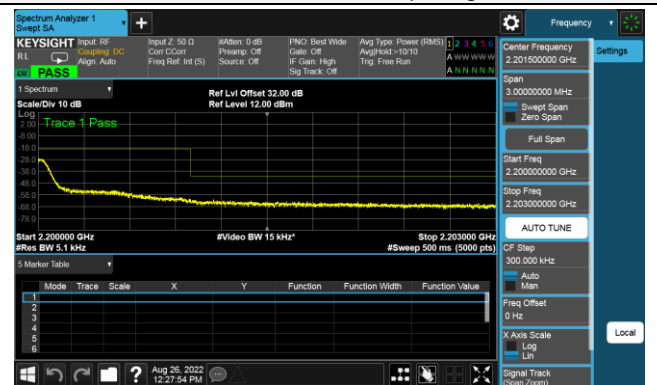 Spectrum Analyzer 1
Swept SA
+
Frequency
KEYSIGHT
RL
PASS
Input: RF
Coupling: DC
Align: Auto
Input Z: 50 Ω
Corr CCorr
Freq Ref: Int (S)
#Atten: 0 dB
Preamp: Off
Source: Off
PNO: Best Wide
Gate: Off
IF Gain: High
Sig Track: Off
Avg Type: Power (RMS)
Avg|Hold:>10/10
Trig: Free Run
1 2 3 4 5 6
A W W W W W
A N N N N N
1 Spectrum
Scale/Div 10 dB
Ref Lvl Offset 32.00 dB
Ref Level 12.00 dBm
Log
Trace 1 Pass
2.00
-8.00
-18.0
-28.0
-38.0
-48.0
-58.0
-68.0
-78.0
Start 2.200000 GHz
#Res BW 5.1 kHz
#Video BW 15 kHz*
Stop 2.203000 GHz
#Sweep 500 ms (5000 pts)
5 Marker Table
Mode Trace Scale X Y Function Function Width Function Value
1
2
3
4
5
6
Aug 26, 2022
12:27:54 PM
Center Frequency
2.201500000 GHz
Settings
Span
3.00000000 MHz
Swept Span
Zero Span
Full Span
Start Freq
2.200000000 GHz
Stop Freq
2.203000000 GHz
AUTO TUNE
CF Step
300.000 kHz
Auto
Man
Freq Offset
0 Hz
X Axis Scale
Log
Lin
Local
Signal Track
(Span Zoom)